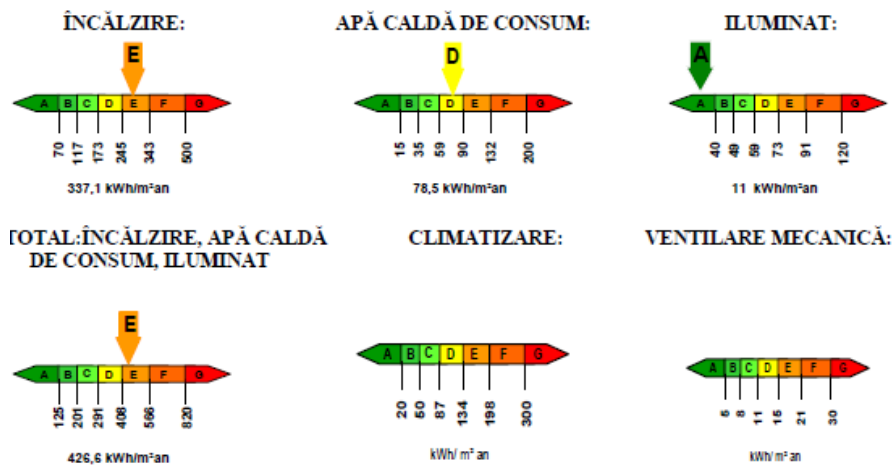 ÎNCĂLZIRE:
E
A B C D E F G
70 117 173 245 343 500
337,1 kWh/m²an
APĂ CALDĂ DE CONSUM:
D
A B C D E F G
15 35 59 90 132 200
78,5 kWh/m²an
ILUMINAT:
A
A B C D E F G
40 49 59 73 91 120
11 kWh/m²an
TOTAL:ÎNCĂLZIRE, APĂ CALDĂ
DE CONSUM, ILUMINAT
E
A B C D E F G
125 201 291 408 566 820
426,6 kWh/m²an
CLIMATIZARE:
A B C D E F G
20 50 87 134 198 300
kWh/ m² an
VENTILARE MECANICĂ:
A B C D E F G
5 8 11 15 21 30
kWh/ m² an